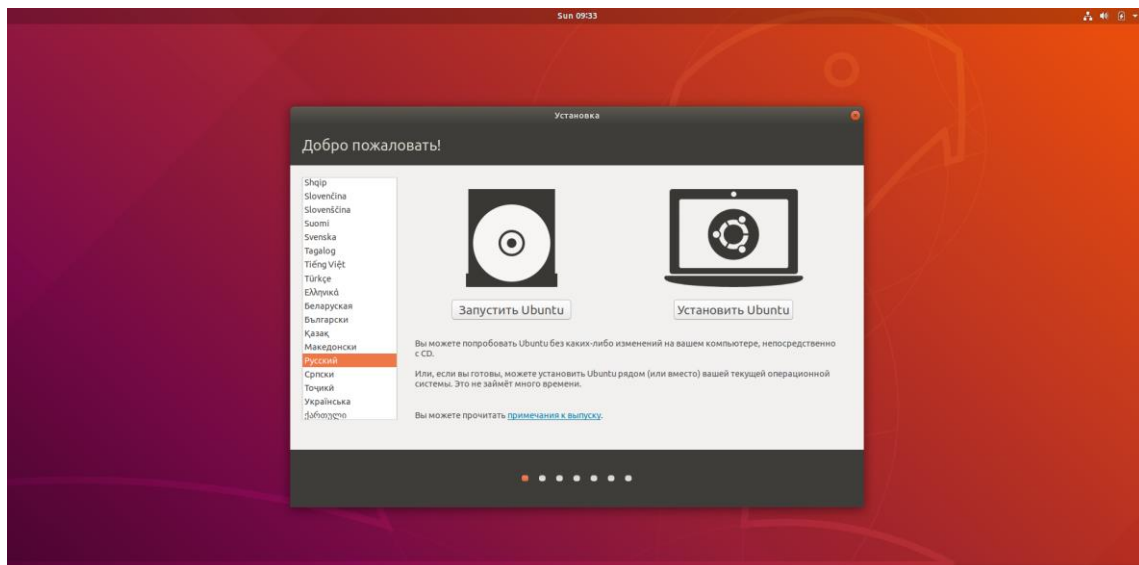 Sun 09:33
Установка
Добро пожаловать!
Shqip
Slovenčina
Slovenščina
Suomi
Svenska
Tagalog
Tiếng Việt
Türkçe
Ελληνικά
Беларуская
Български
Қазақ
Македонски
Русский
Српски
Тоҷикӣ
Українська
ქართული
Запустить Ubuntu
Установить Ubuntu
Вы можете попробовать Ubuntu без каких-либо изменений на вашем компьютере, непосредственно
с CD.
Или, если вы готовы, можете установить Ubuntu рядом (или вместо) вашей текущей операционной
системы. Это не займёт много времени.
Вы можете прочитать примечания к выпуску.